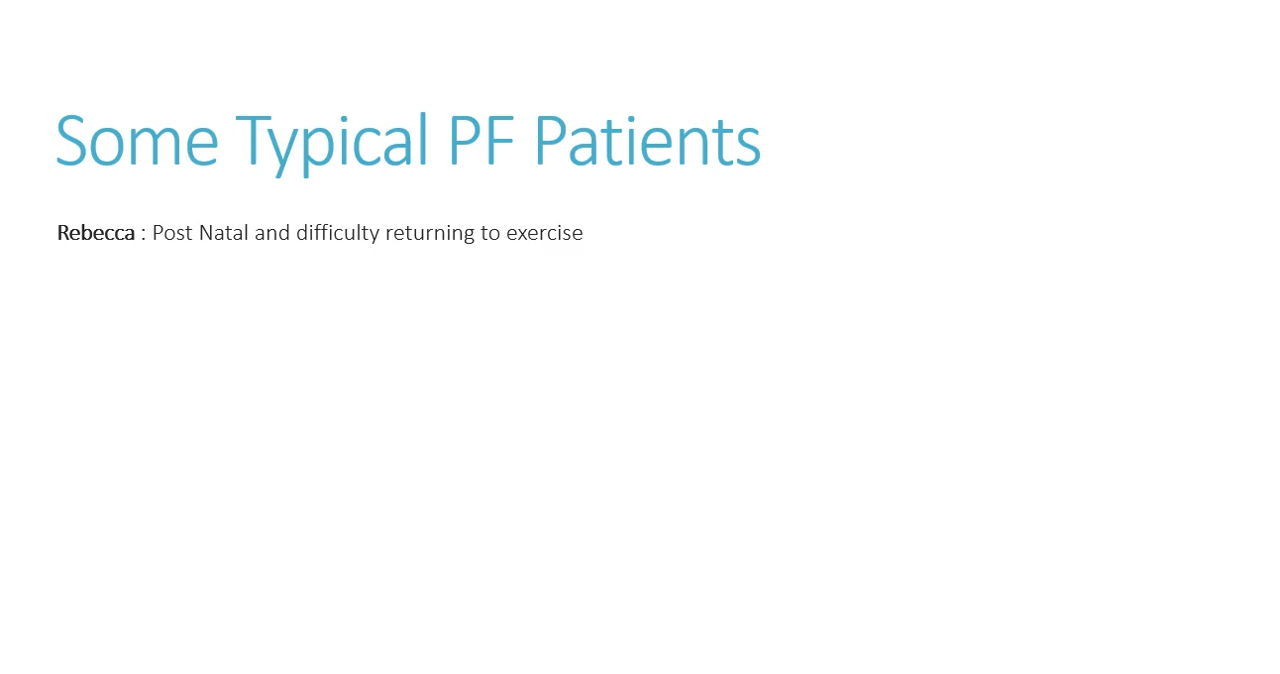 Some Typical PF Patients
Rebecca : Post Natal and difficulty returning to exercise